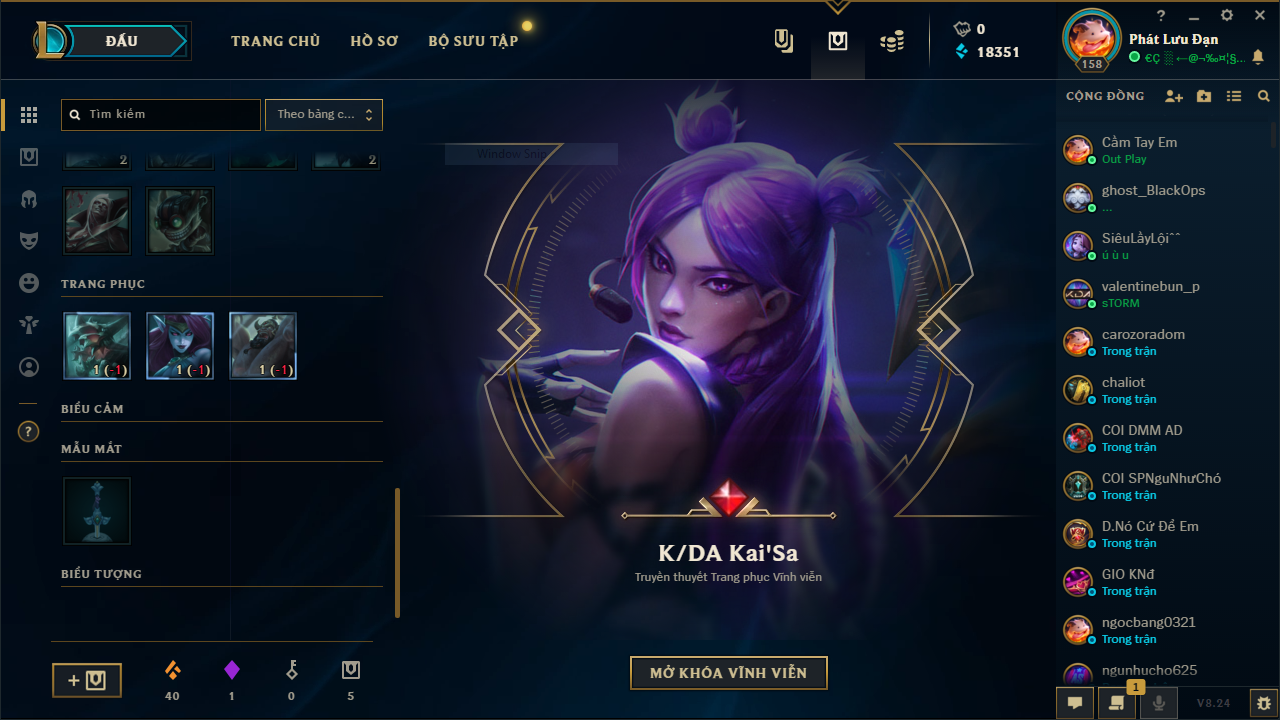 ĐẤU
TRANG CHỦ
HỒ SƠ
BỘ SƯU TẬP
0
18351
?
158
Phát Lưu Đạn
Tìm kiếm
Theo bảng c...
2
2
TRANG PHỤC
1 (-1)
1 (-1)
1 (-1)
BIỂU CẢM
MẪU MẮT
BIỂU TƯỢNG
?
40
1
0
5
Window Snip
K/DA Kai'Sa
Truyền thuyết Trang phục Vĩnh viễn
MỞ KHÓA VĨNH VIỄN
CỘNG ĐỒNG
Cầm Tay Em
Out Play
ghost_BlackOps
...
SiêuLầyLội^^
ú ù u
valentinebun_p
sTORM
carozoradom
Trong trận
chaliot
Trong trận
COI DMM AD
Trong trận
COI SPNguNhưChó
Trong trận
D.Nó Cứ Để Em
Trong trận
GIO KNđ
Trong trận
ngocbang0321
Trong trận
ngunhucho625
1
V8.24